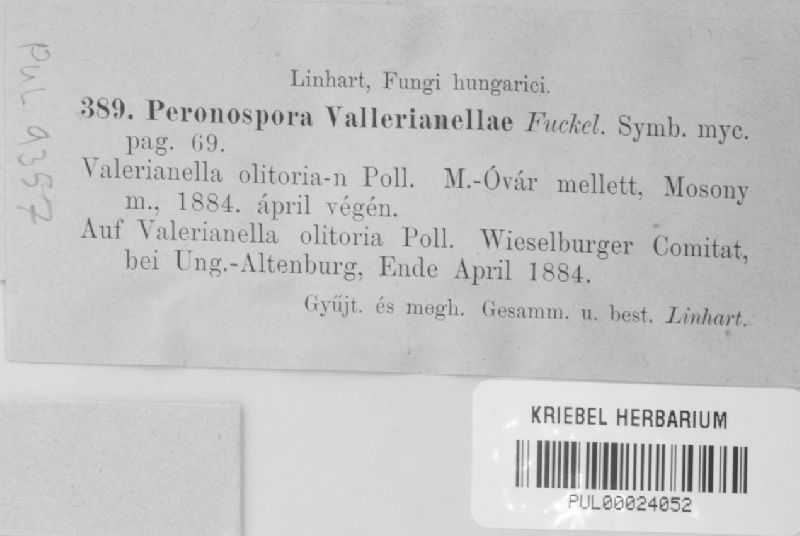 Linhart, Fungi hungarici.
389. Peronospora Vallerianellae Fuckel. Symb. myc.
pag. 69.
Valerianella olitoria-n Poll. M.-Óvár mellett, Mosony
m., 1884. ápril végén.
Auf Valerianella olitoria Poll. Wieselburger Comitat,
bei Ung.-Altenburg, Ende April 1884.
Gyűjt. és megh. Gesamm. u. best. Linhart.
PUL 9357
KRIEBEL HERBARIUM
PUL00024052